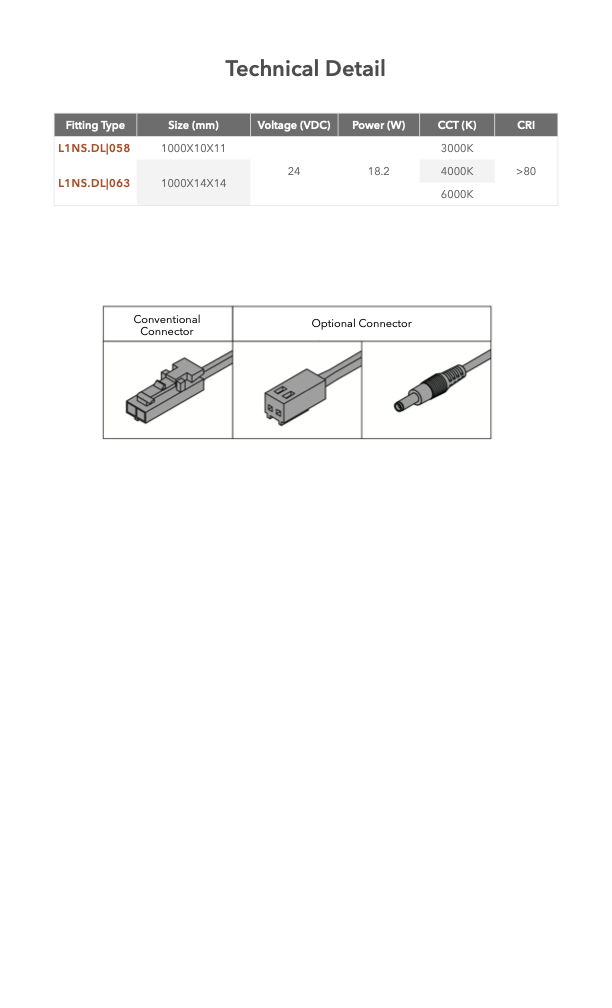 Technical Detail
Fitting Type Size (mm) Voltage (VDC) Power (W) CCT (K) CRI
L1NS.DL|058 1000X10X11 3000K
24 18.2 4000K >80
L1NS.DL|063 1000X14X14
6000K
Conventional
Connector
Optional Connector